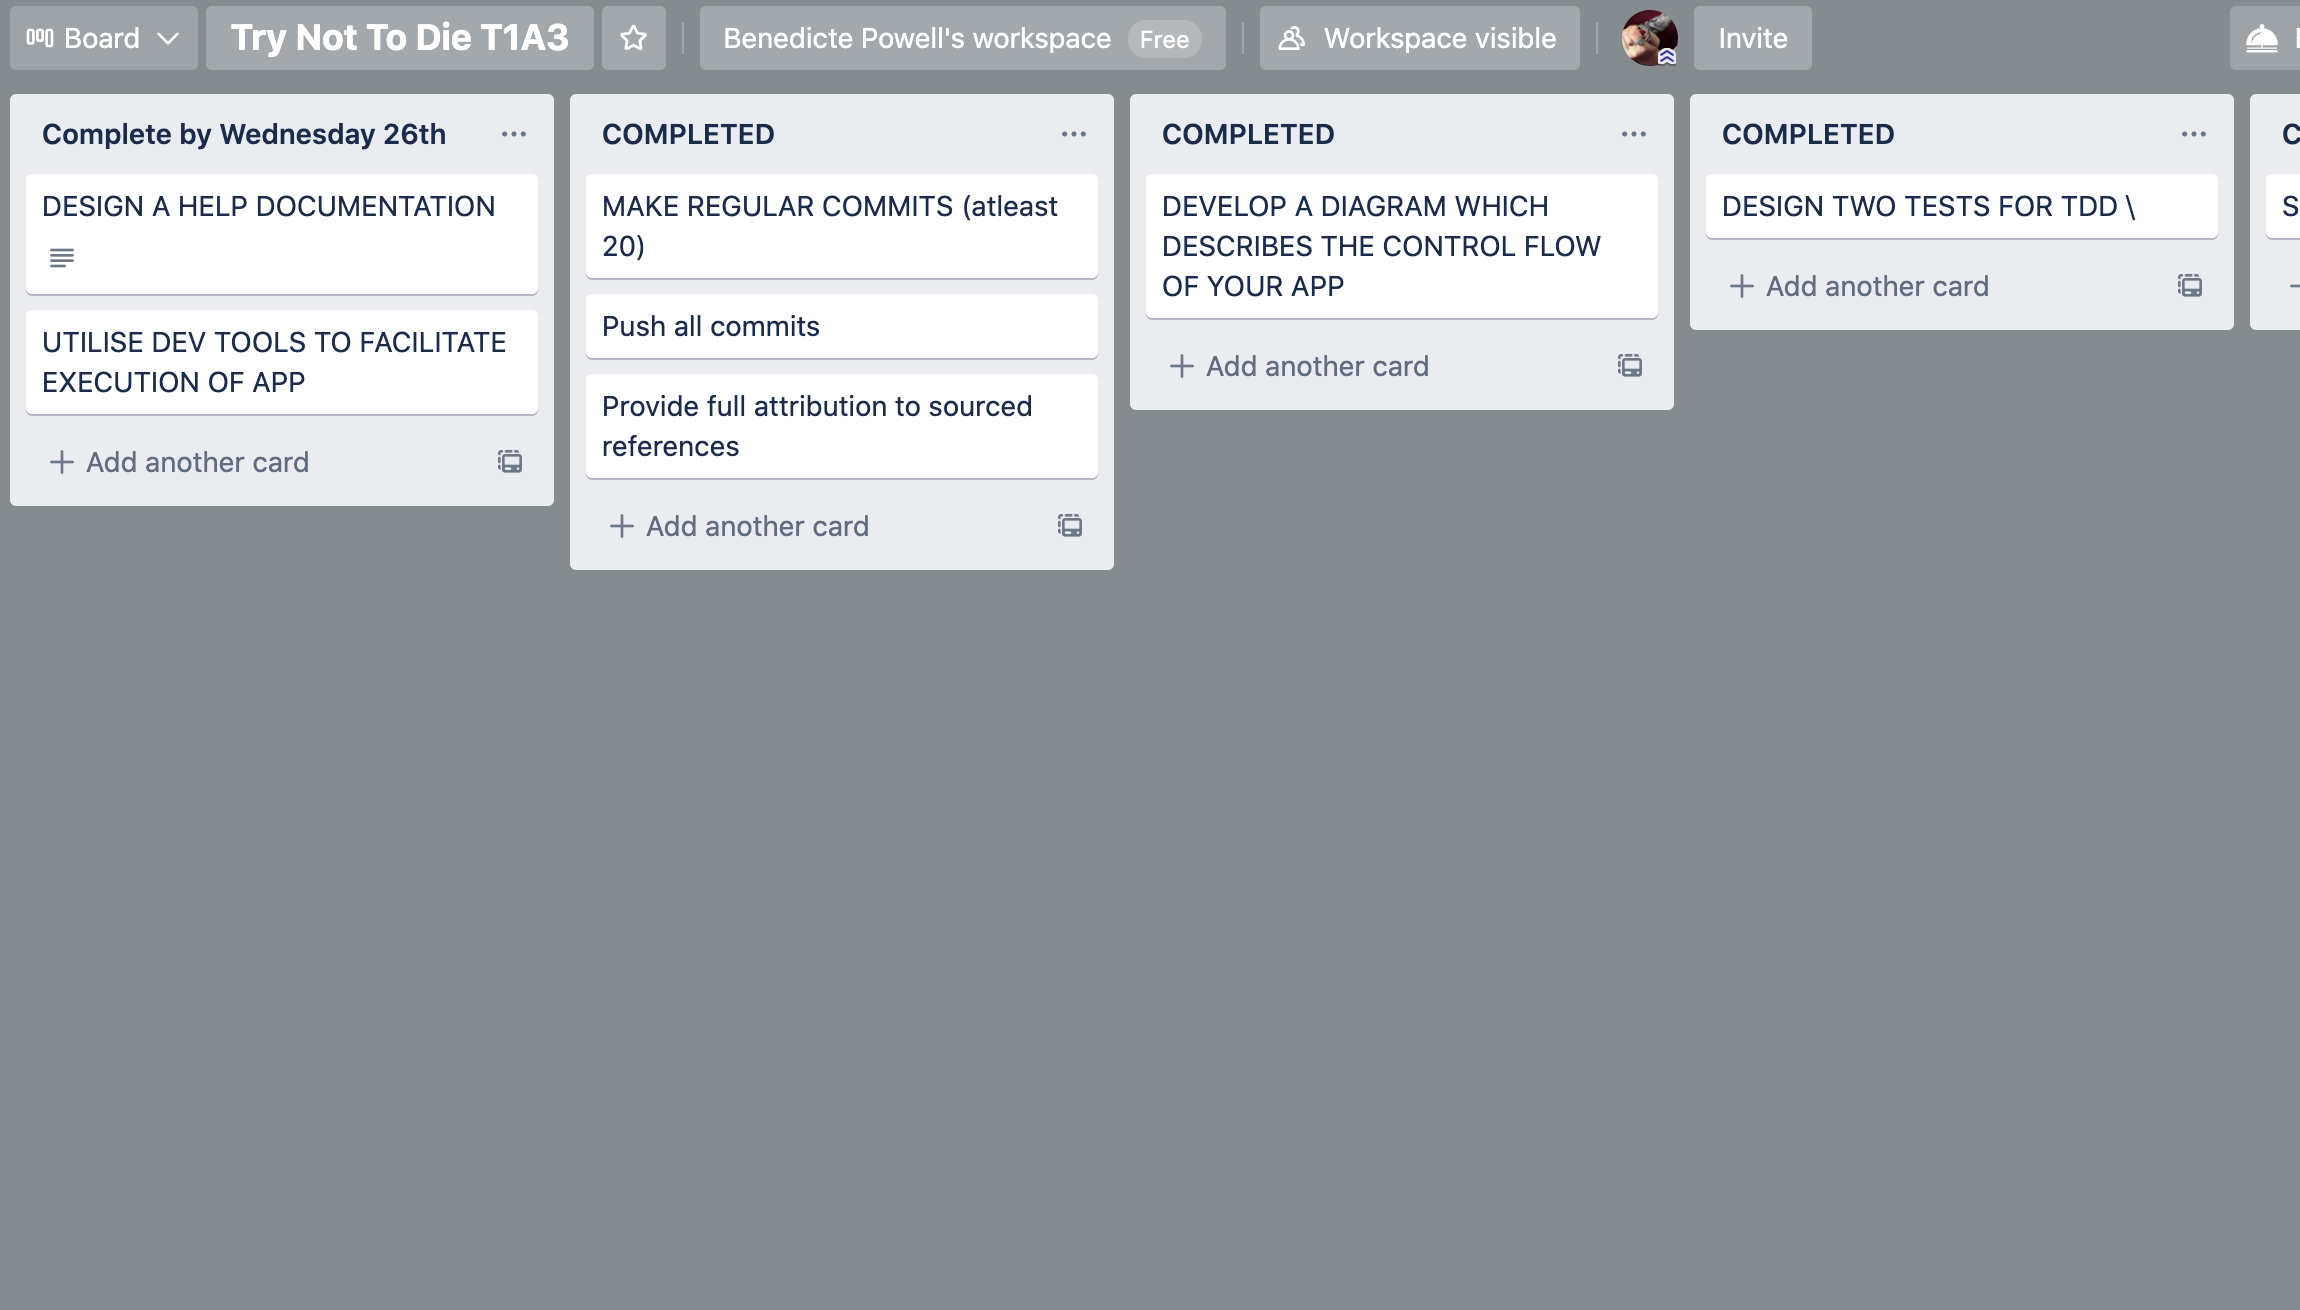 Board
Try Not To Die T1A3
Benedicte Powell's workspace
Free
Workspace visible
Invite
Complete by Wednesday 26th
DESIGN A HELP DOCUMENTATION
UTILISE DEV TOOLS TO FACILITATE
EXECUTION OF APP
Add another card
COMPLETED
MAKE REGULAR COMMITS (atleast
20)
Push all commits
Provide full attribution to sourced
references
Add another card
COMPLETED
DEVELOP A DIAGRAM WHICH
DESCRIBES THE CONTROL FLOW
OF YOUR APP
Add another card
COMPLETED
DESIGN TWO TESTS FOR TDD \
Add another card